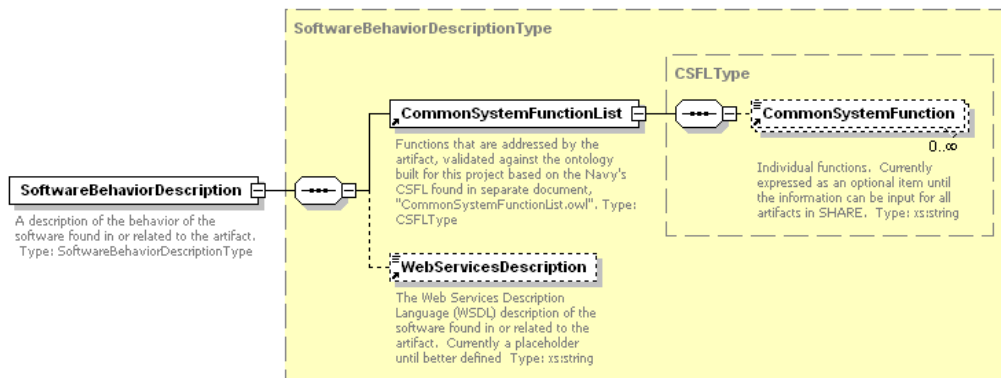 SoftwareBehaviorDescriptionType
CSFLType
CommonSystemFunctionList
CommonSystemFunction
0..∞
Functions that are addressed by the
artifact, validated against the ontology
built for this project based on the Navy's
CSFL found in separate document,
"CommonSystemFunctionList.owl". Type:
CSFLType
Individual functions. Currently
expressed as an optional item until
the information can be input for all
artifacts in SHARE. Type: xs:string
SoftwareBehaviorDescription
A description of the behavior of the
software found in or related to the artifact.
Type: SoftwareBehaviorDescriptionType
WebServicesDescription
The Web Services Description
Language (WSDL) description of the
software found in or related to the
artifact. Currently a placeholder
until better defined Type: xs:string